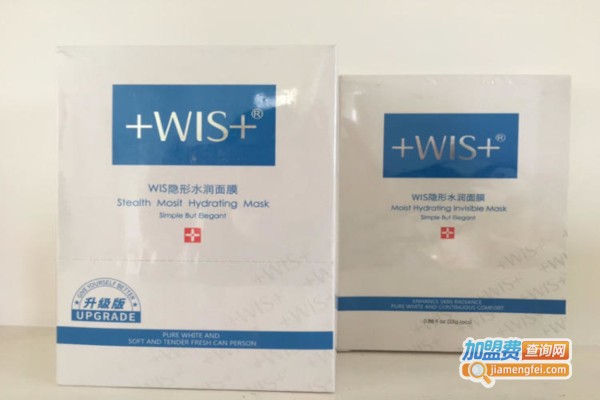 +WIS+®
WIS隐形水润面膜
Stealth Mosit Hydrating Mask
Simple But Elegant
ONE YOURSELF BETTER
升级版
UPGRADE
PURE WHITE AND
SOFT AND TENDER FRESH CAN PERSON
+WIS+®
WIS隐形水润面膜
Moist Hydrating Invisible Mask
Simple But Elegant
ENHANCE SKIN RADIANCE
PURE WHITE AND CONTINUOUS COMFORT
加盟费查询网
jiamengfei.com